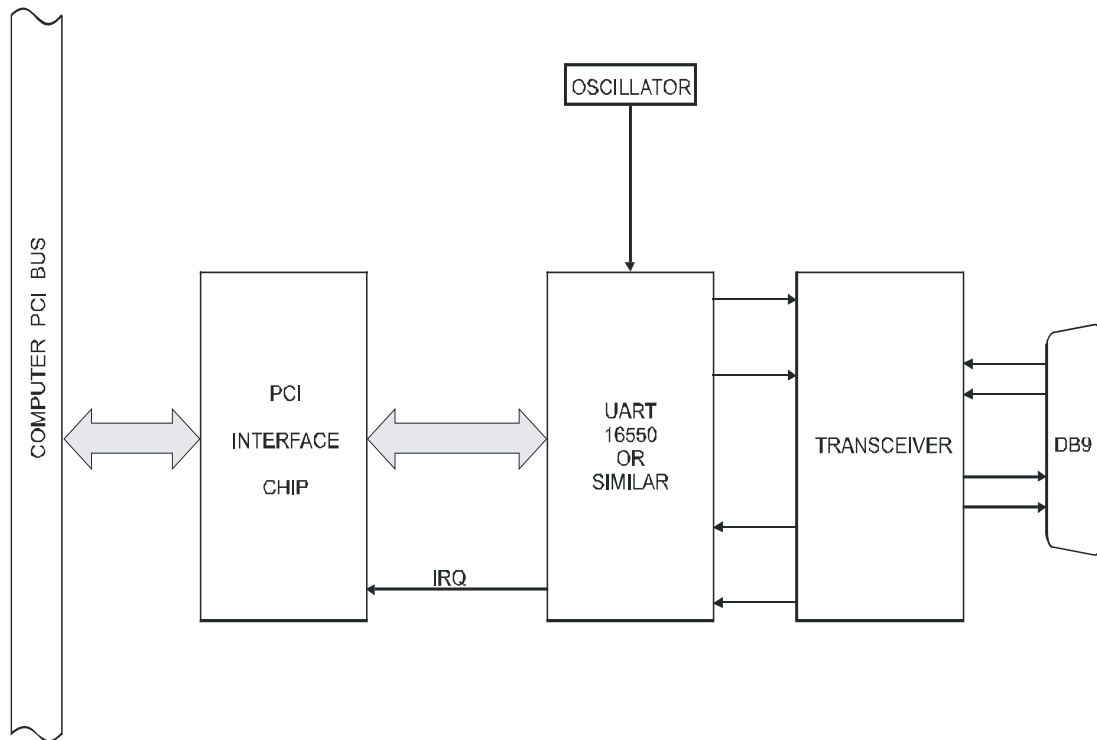 COMPUTER PCI BUS
OSCILLATOR
PCI
INTERFACE
CHIP
IRQ
UART
16550
OR
SIMILAR
TRANSCEIVER
DB9